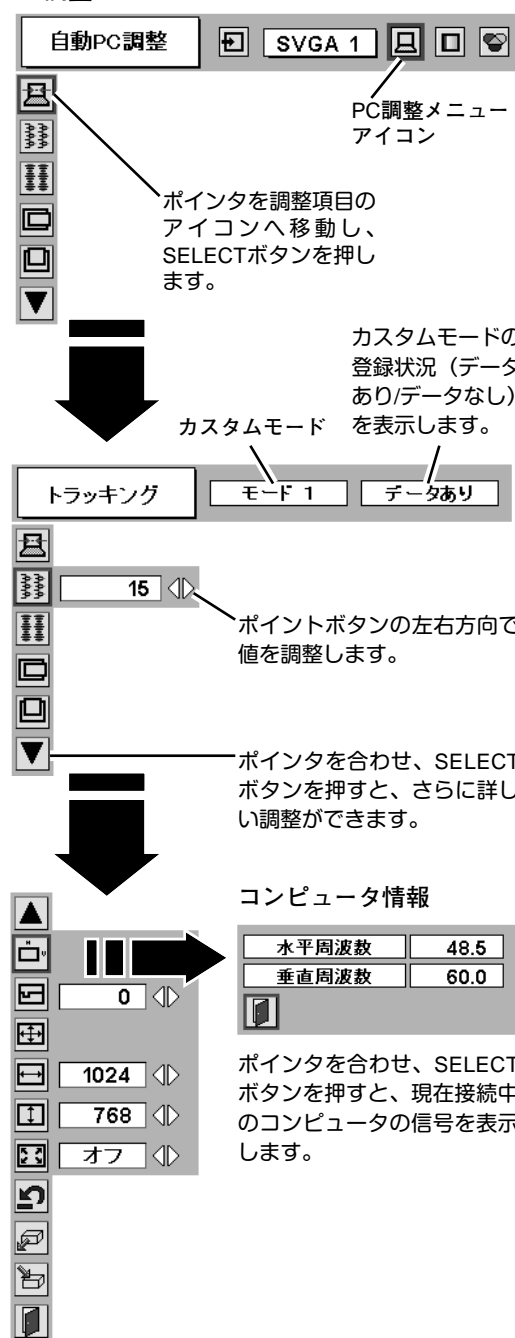 自動PC調整
SVGA 1
PC調整メニュー
アイコン
ポインタを調整項目の
アイコンへ移動し、
SELECTボタンを押し
ます。
カスタムモードの
登録状況（データ
あり/データなし）
を表示します。
カスタムモード
トラッキング
モード 1
データあり
15
ポイントボタンの左右方向で
値を調整します。
ポインタを合わせ、SELECT
ボタンを押すと、さらに詳し
い調整ができます。
コンピュータ情報
水平周波数 48.5
垂直周波数 60.0
0
1024
768
オフ
ポインタを合わせ、SELECT
ボタンを押すと、現在接続中
のコンピュータの信号を表示
します。